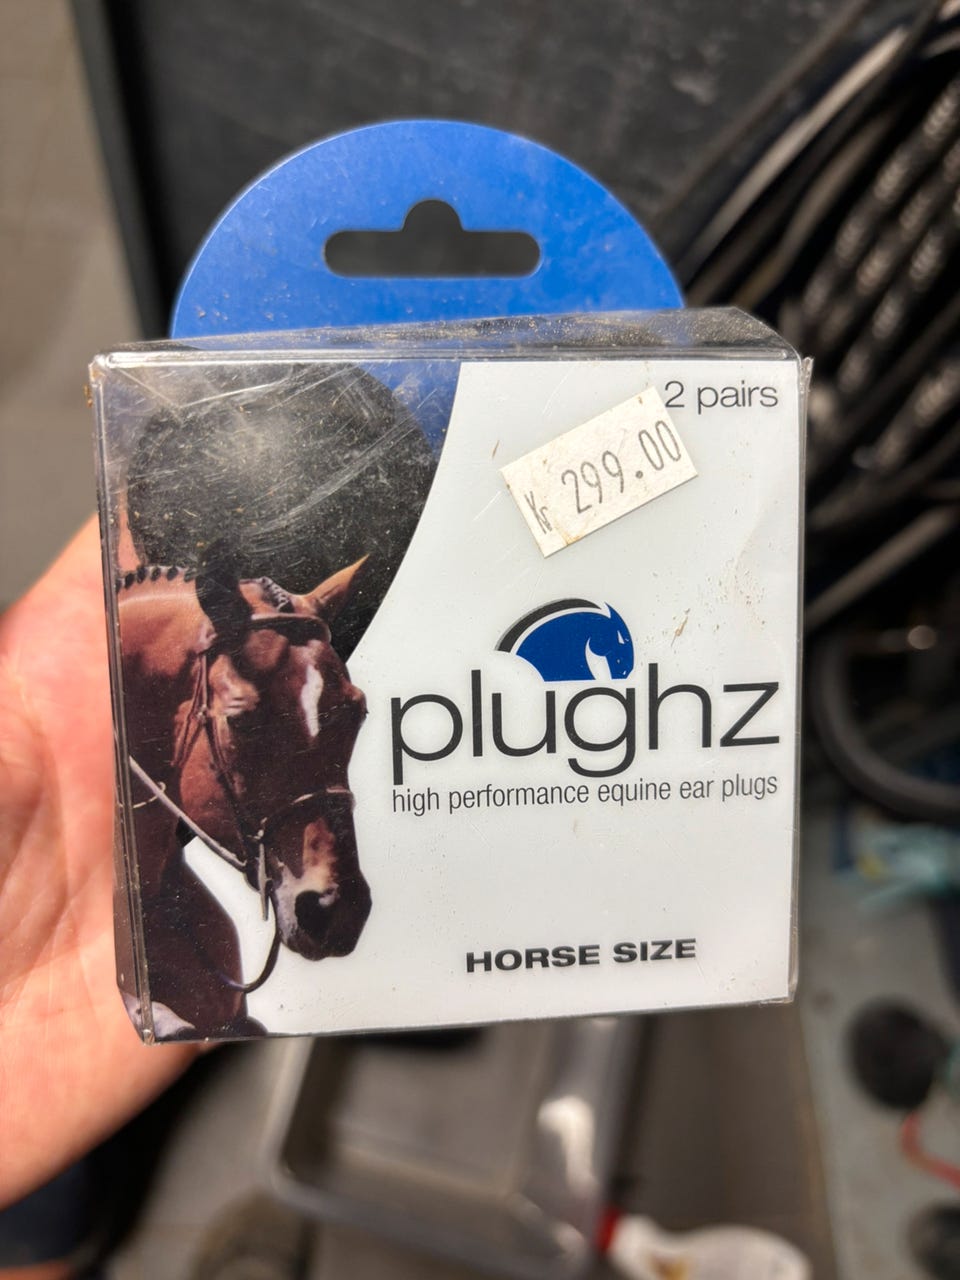 2 pairs
Kr 299.00
plughz
high performance equine ear plugs
HORSE SIZE